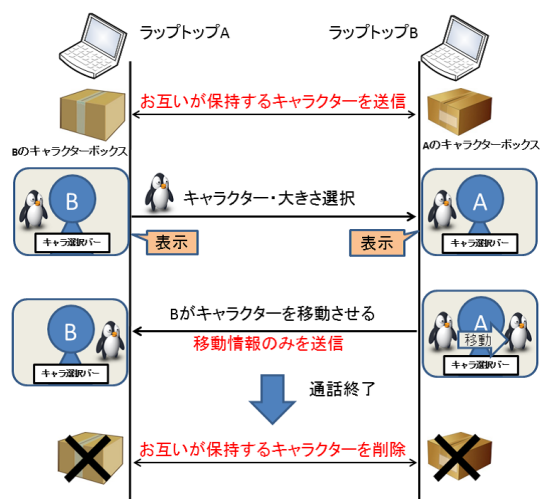 ラップトップA
ラップトップB
お互いが保持するキャラクターを送信
Bのキャラクターボックス
Aのキャラクターボックス
B
キャラクター・大きさ選択
A
キャラ選択バー
キャラ選択バー
表示
表示
Bがキャラクターを移動させる
B
移動情報のみを送信
A
移動
キャラ選択バー
キャラ選択バー
通話終了
お互いが保持するキャラクターを削除